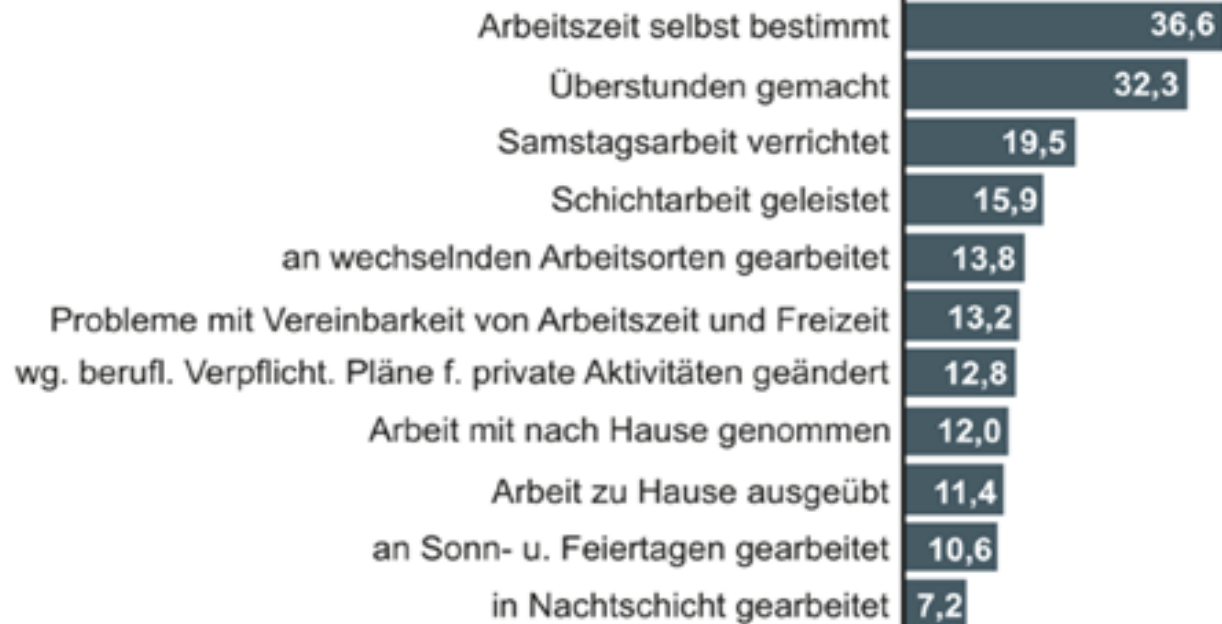 Arbeitszeit selbst bestimmt 36,6
Überstunden gemacht 32,3
Samstagsarbeit verrichtet 19,5
Schichtarbeit geleistet 15,9
an wechselnden Arbeitsorten gearbeitet 13,8
Probleme mit Vereinbarkeit von Arbeitszeit und Freizeit 13,2
wg. berufl. Verpflicht. Pläne f. private Aktivitäten geändert 12,8
Arbeit mit nach Hause genommen 12,0
Arbeit zu Hause ausgeübt 11,4
an Sonn- u. Feiertagen gearbeitet 10,6
in Nachtschicht gearbeitet 7,2